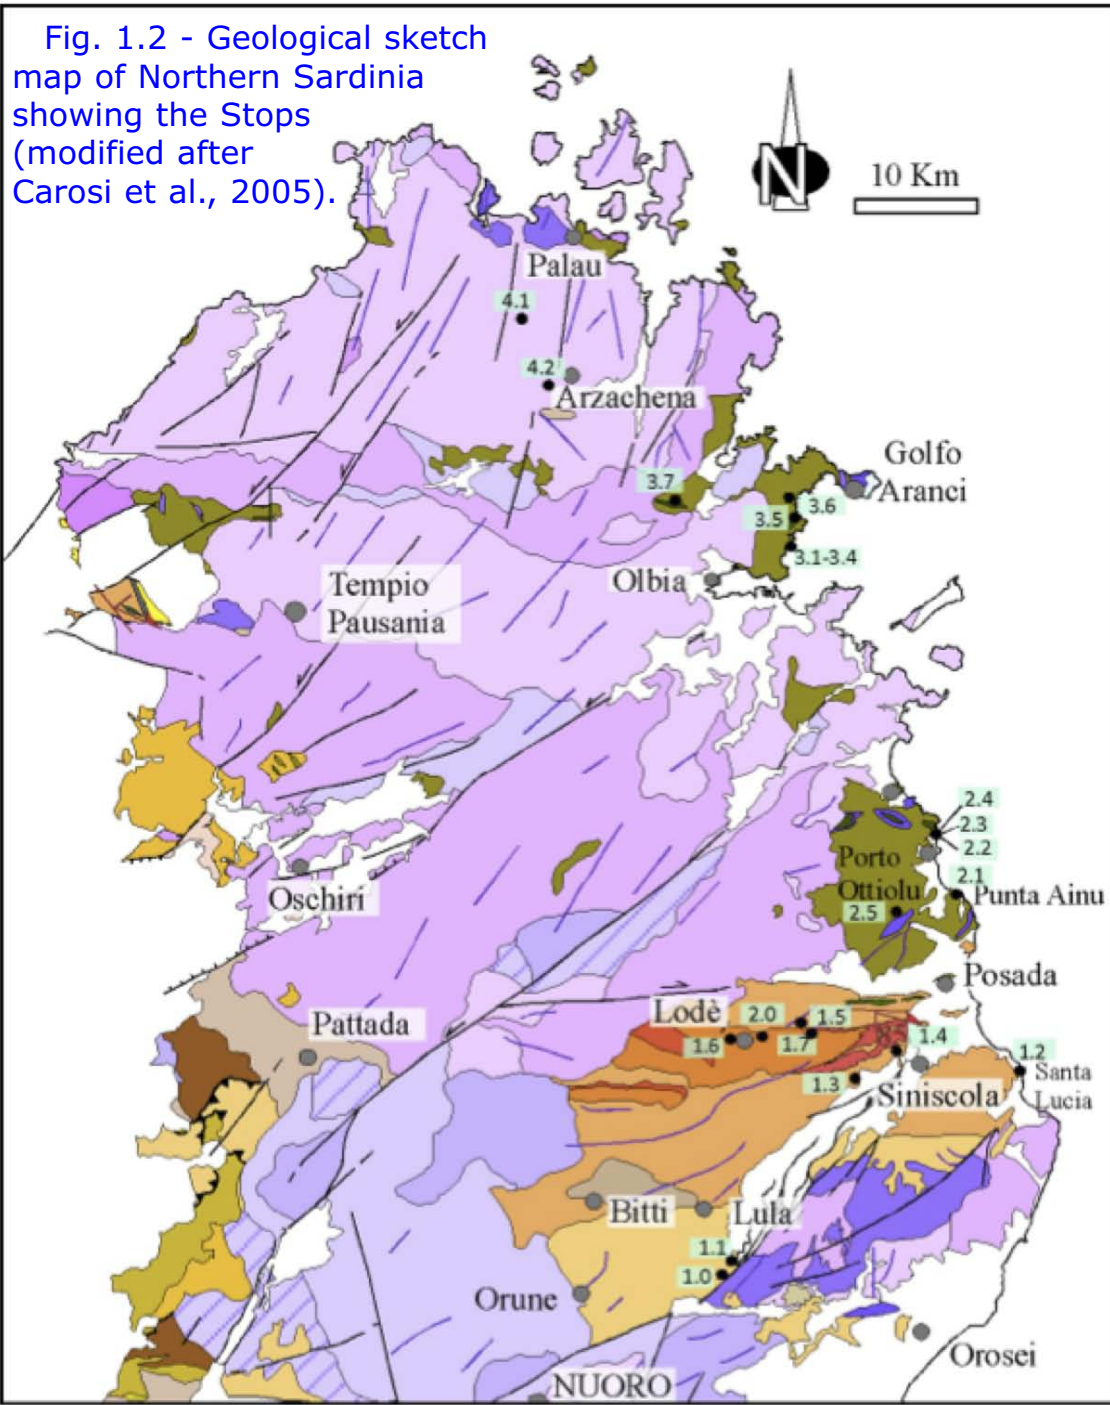 Fig. 1.2 - Geological sketch
map of Northern Sardinia
showing the Stops
(modified after
Carosi et al., 2005).
N
10 Km
Palau
4.1
4.2
Arzachena
Golfo
Aranci
3.7
3.6
3.5
3.1-3.4
Olbia
Tempio
Pausania
2.4
2.3
2.2
2.1
Porto
Ottiolu
Punta Ainu
2.5
Oschiri
Posada
Lodè
2.0
1.5
Pattada
1.6
1.7
1.4
1.2
Santa
Lucia
1.3
Siniscola
Bitti
Lula
1.1
1.0
Orune
Orosei
NUORO